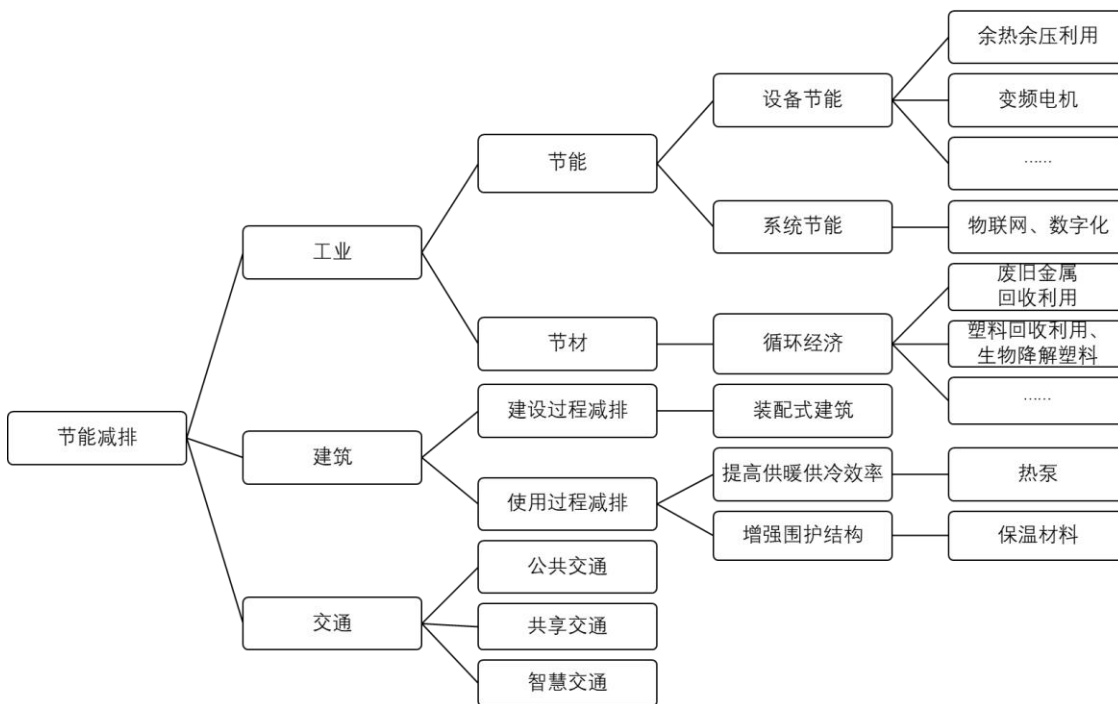 余热余压利用
设备节能
变频电机
节能
……
系统节能
物联网、数字化
工业
废旧金属
回收利用
节材
循环经济
塑料回收利用、
生物降解塑料
……
建设过程减排
装配式建筑
节能减排
建筑
提高供暖供冷效率
热泵
使用过程减排
增强围护结构
保温材料
公共交通
交通
共享交通
智慧交通